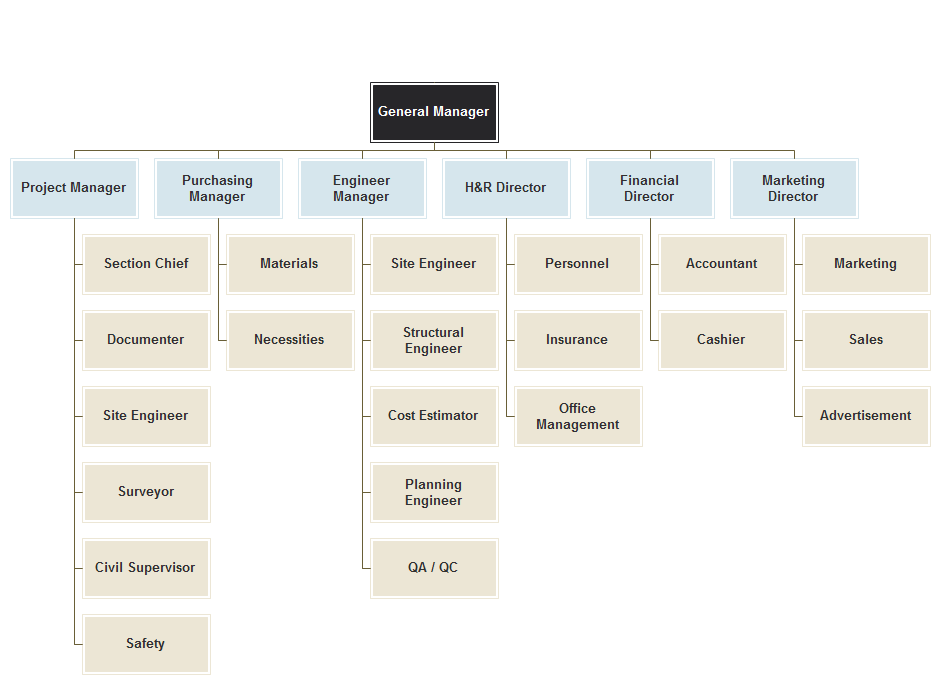 General Manager
Project Manager
Purchasing
Manager
Engineer
Manager
H&R Director
Financial
Director
Marketing
Director
Section Chief
Documenter
Site Engineer
Surveyor
Civil Supervisor
Safety
Materials
Necessities
Site Engineer
Structural
Engineer
Cost Estimator
Planning
Engineer
QA / QC
Personnel
Insurance
Office
Management
Accountant
Cashier
Marketing
Sales
Advertisement